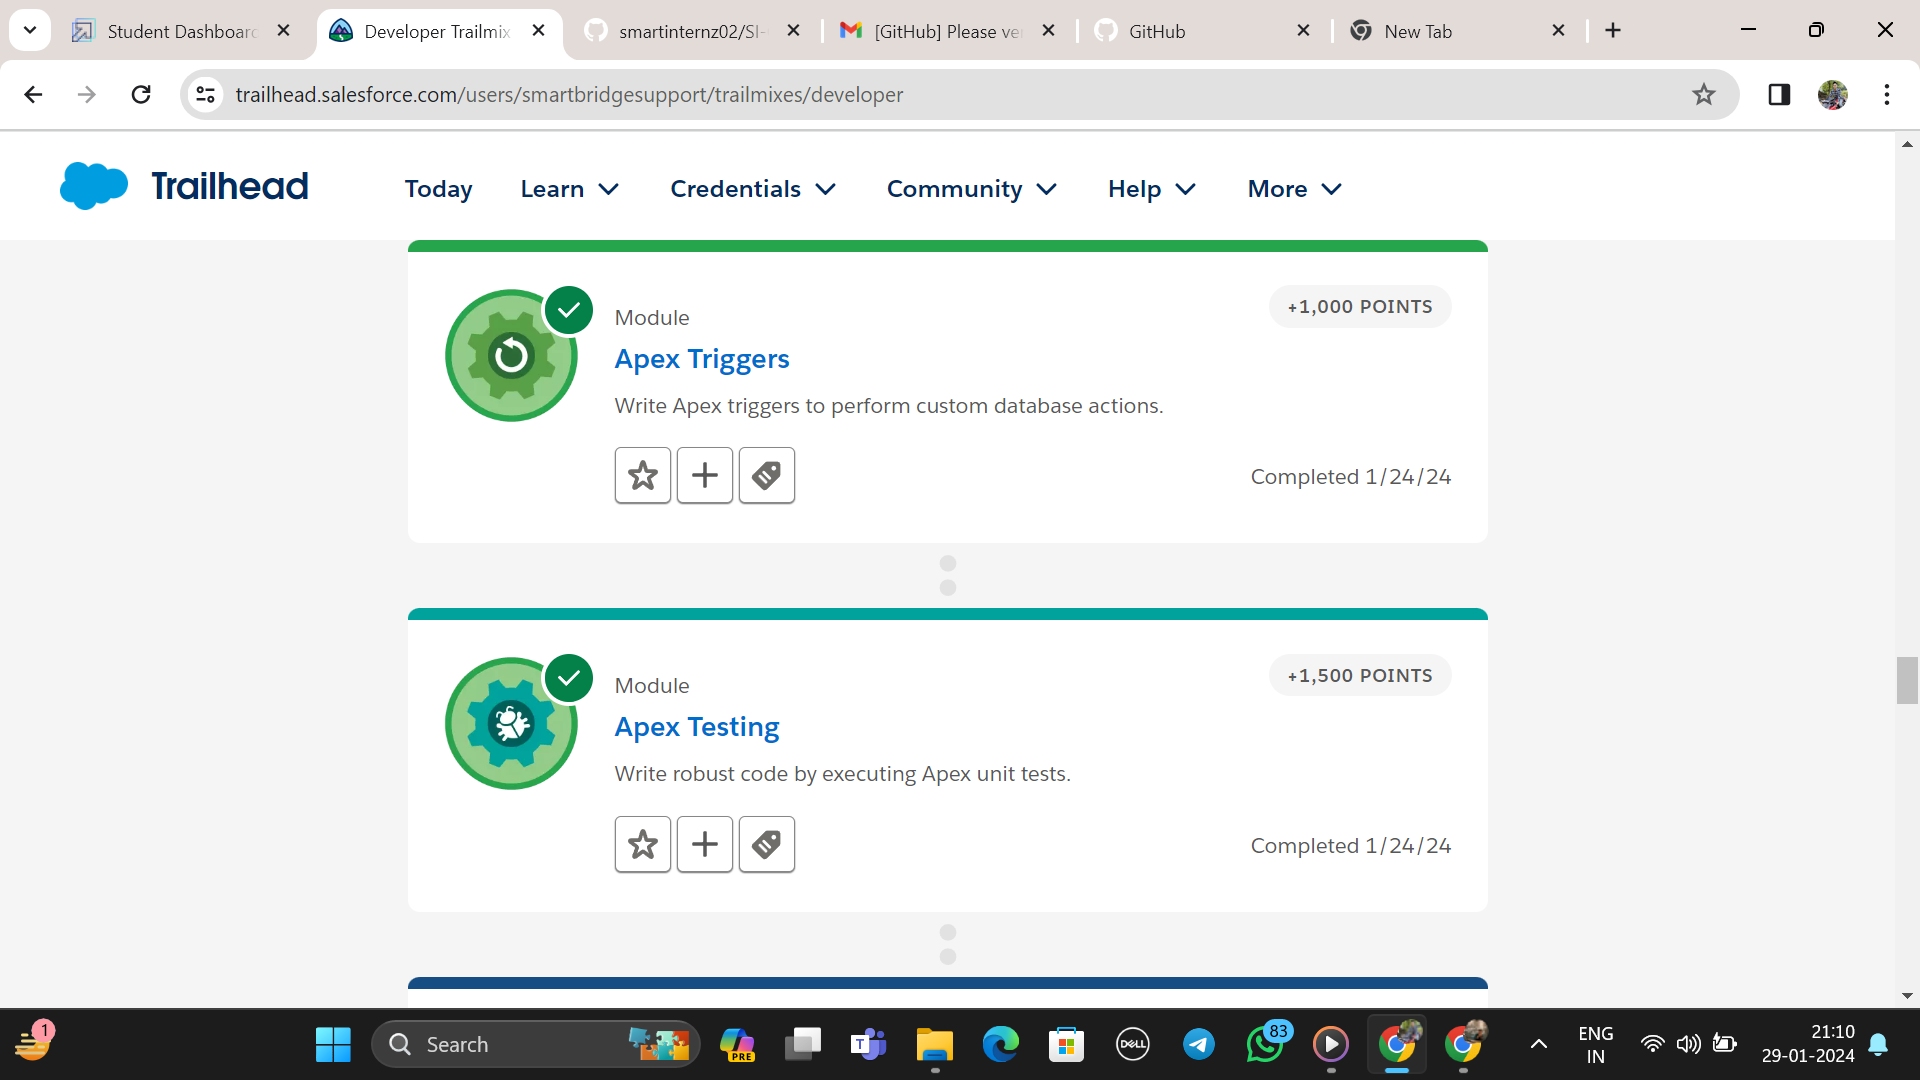 Student Dashboard
Developer Trailmix
smartinternz02/SI-
[GitHub] Please ve
GitHub
New Tab
trailhead.salesforce.com/users/smartbridgesupport/trailmixes/developer
Trailhead
Today
Learn
Credentials
Community
Help
More
Module
+1,000 POINTS
Apex Triggers
Write Apex triggers to perform custom database actions.
Completed 1/24/24
Module
+1,500 POINTS
Apex Testing
Write robust code by executing Apex unit tests.
Completed 1/24/24
1
Search
PRE
T
DELL
83
ENG
IN
21:10
29-01-2024